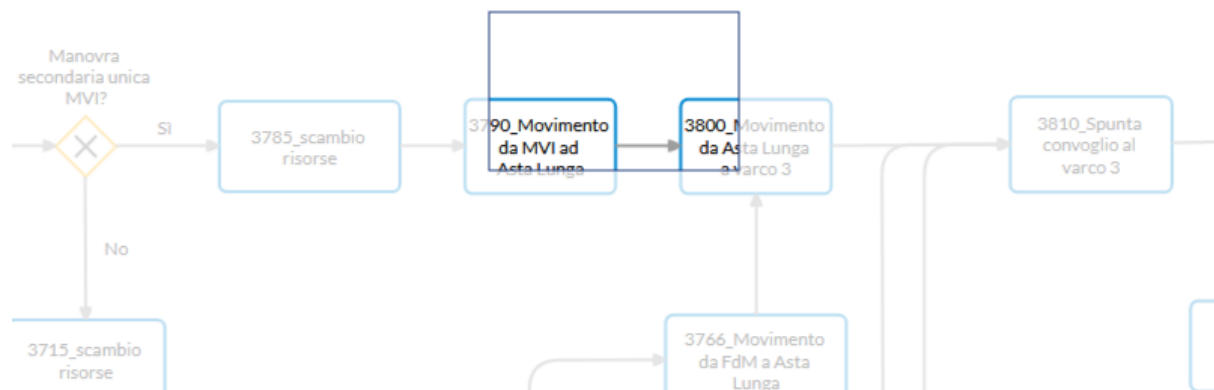 Manovra
secondaria unica
MVI?
Sì
3785_scambio
risorse
3790_Movimento
da MVI ad
Asta Lunga
3800_Movimento
da Asta Lunga
a varco 3
3810_Spunta
convoglio al
varco 3
No
3715_scambio
risorse
3766_Movimento
da FdM a Asta
Lunga